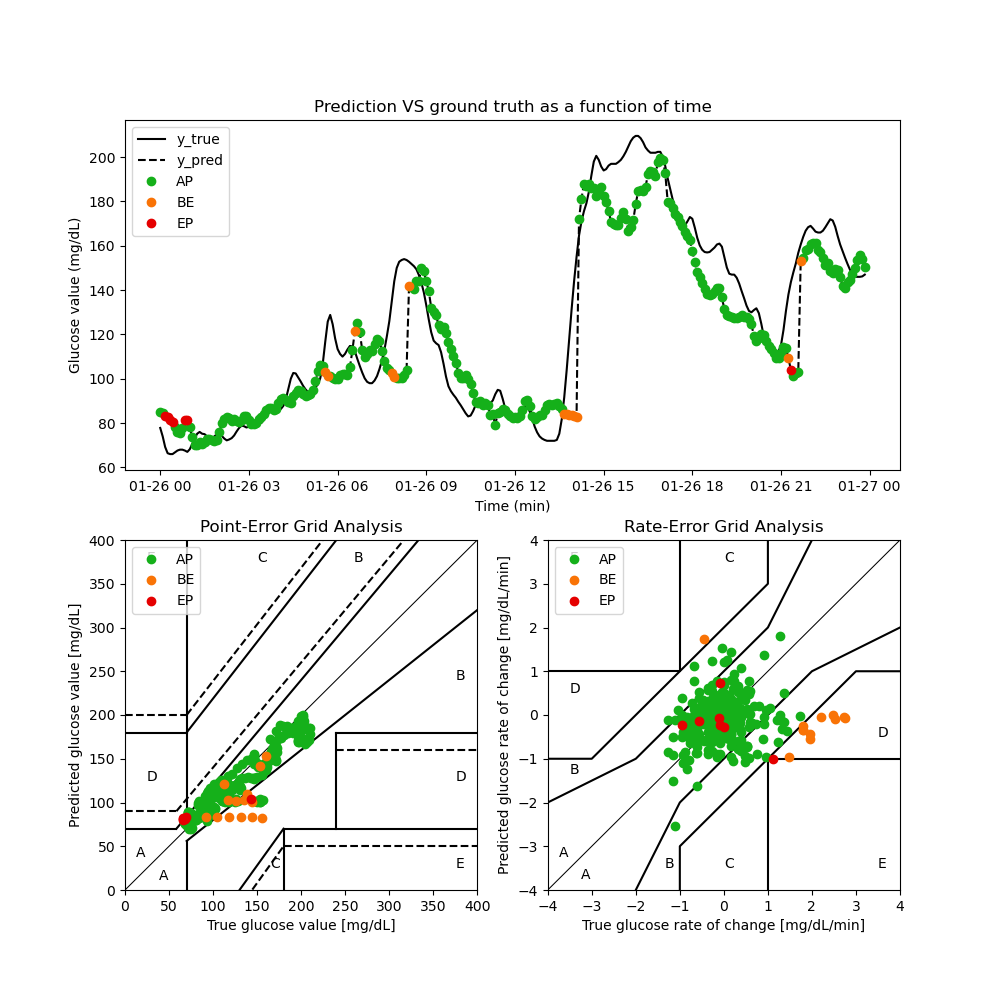 Prediction VS ground truth as a function of time
Glucose value (mg/dL)
200
180
160
140
120
100
80
60
y_true
y_pred
AP
BE
EP
01-26 00 01-26 03 01-26 06 01-26 09 01-26 12 01-26 15 01-26 18 01-26 21 01-27 00
Time (min)
Point-Error Grid Analysis
Predicted glucose value [mg/dL]
400
350
300
250
200
150
100
50
0
AP
BE
EP
C
B
B
D
D
A
A
C
E
0 50 100 150 200 250 300 350 400
True glucose value [mg/dL]
Rate-Error Grid Analysis
Predicted glucose rate of change [mg/dL/min]
4
3
2
1
0
−1
−2
−3
−4
AP
BE
EP
C
D
D
B
A
A
B
C
E
−4 −3 −2 −1 0 1 2 3 4
True glucose rate of change [mg/dL/min]